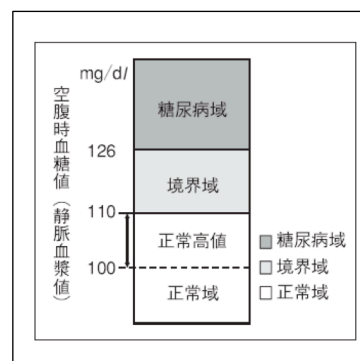 mg/dl
空腹時血糖値（静脈血漿値）
糖尿病域
126
境界域
110
正常高値
100
正常域
糖尿病域
境界域
正常域